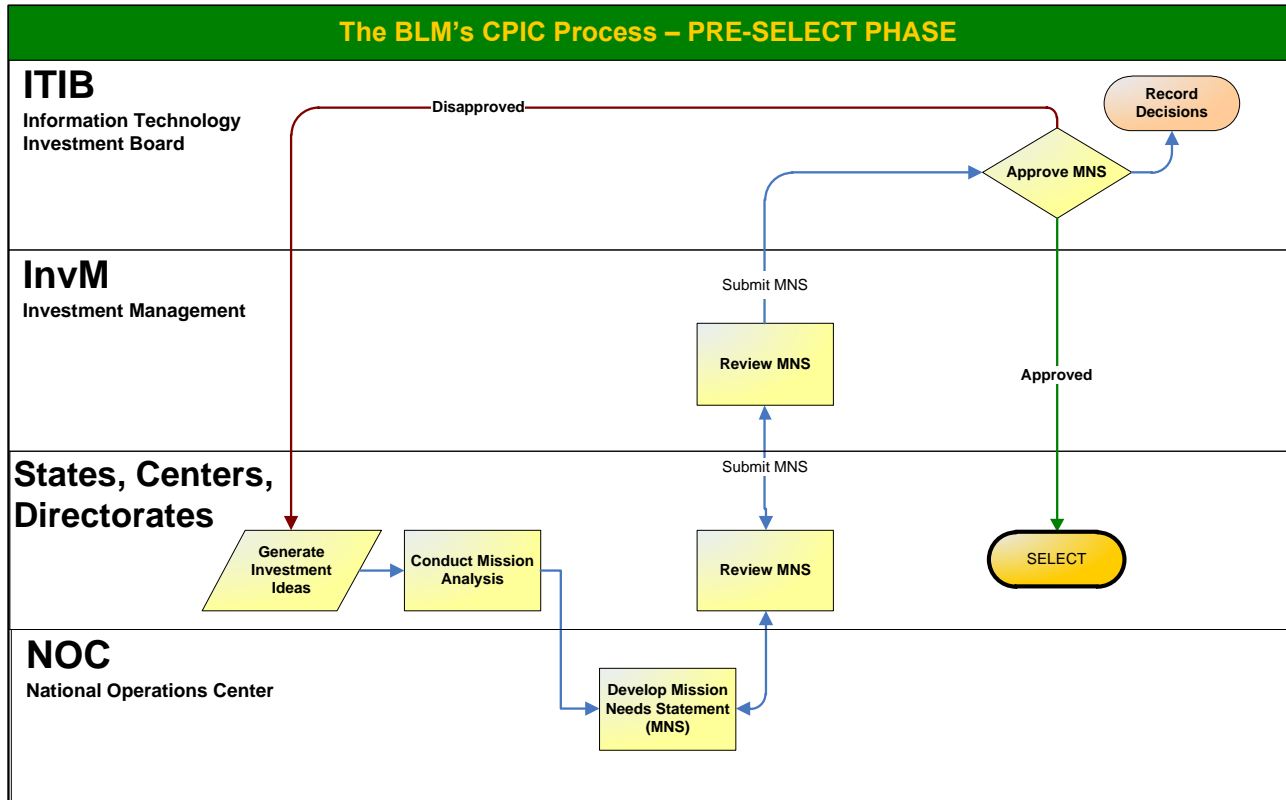 The BLM’s CPIC Process – PRE-SELECT PHASE
ITIB
Information Technology
Investment Board
Disapproved
Record
Decisions
Approve MNS
InvM
Investment Management
Submit MNS
Review MNS
Approved
States, Centers,
Directorates
Submit MNS
Generate
Investment
Ideas
Conduct Mission
Analysis
Review MNS
SELECT
NOC
National Operations Center
Develop Mission
Needs Statement
(MNS)